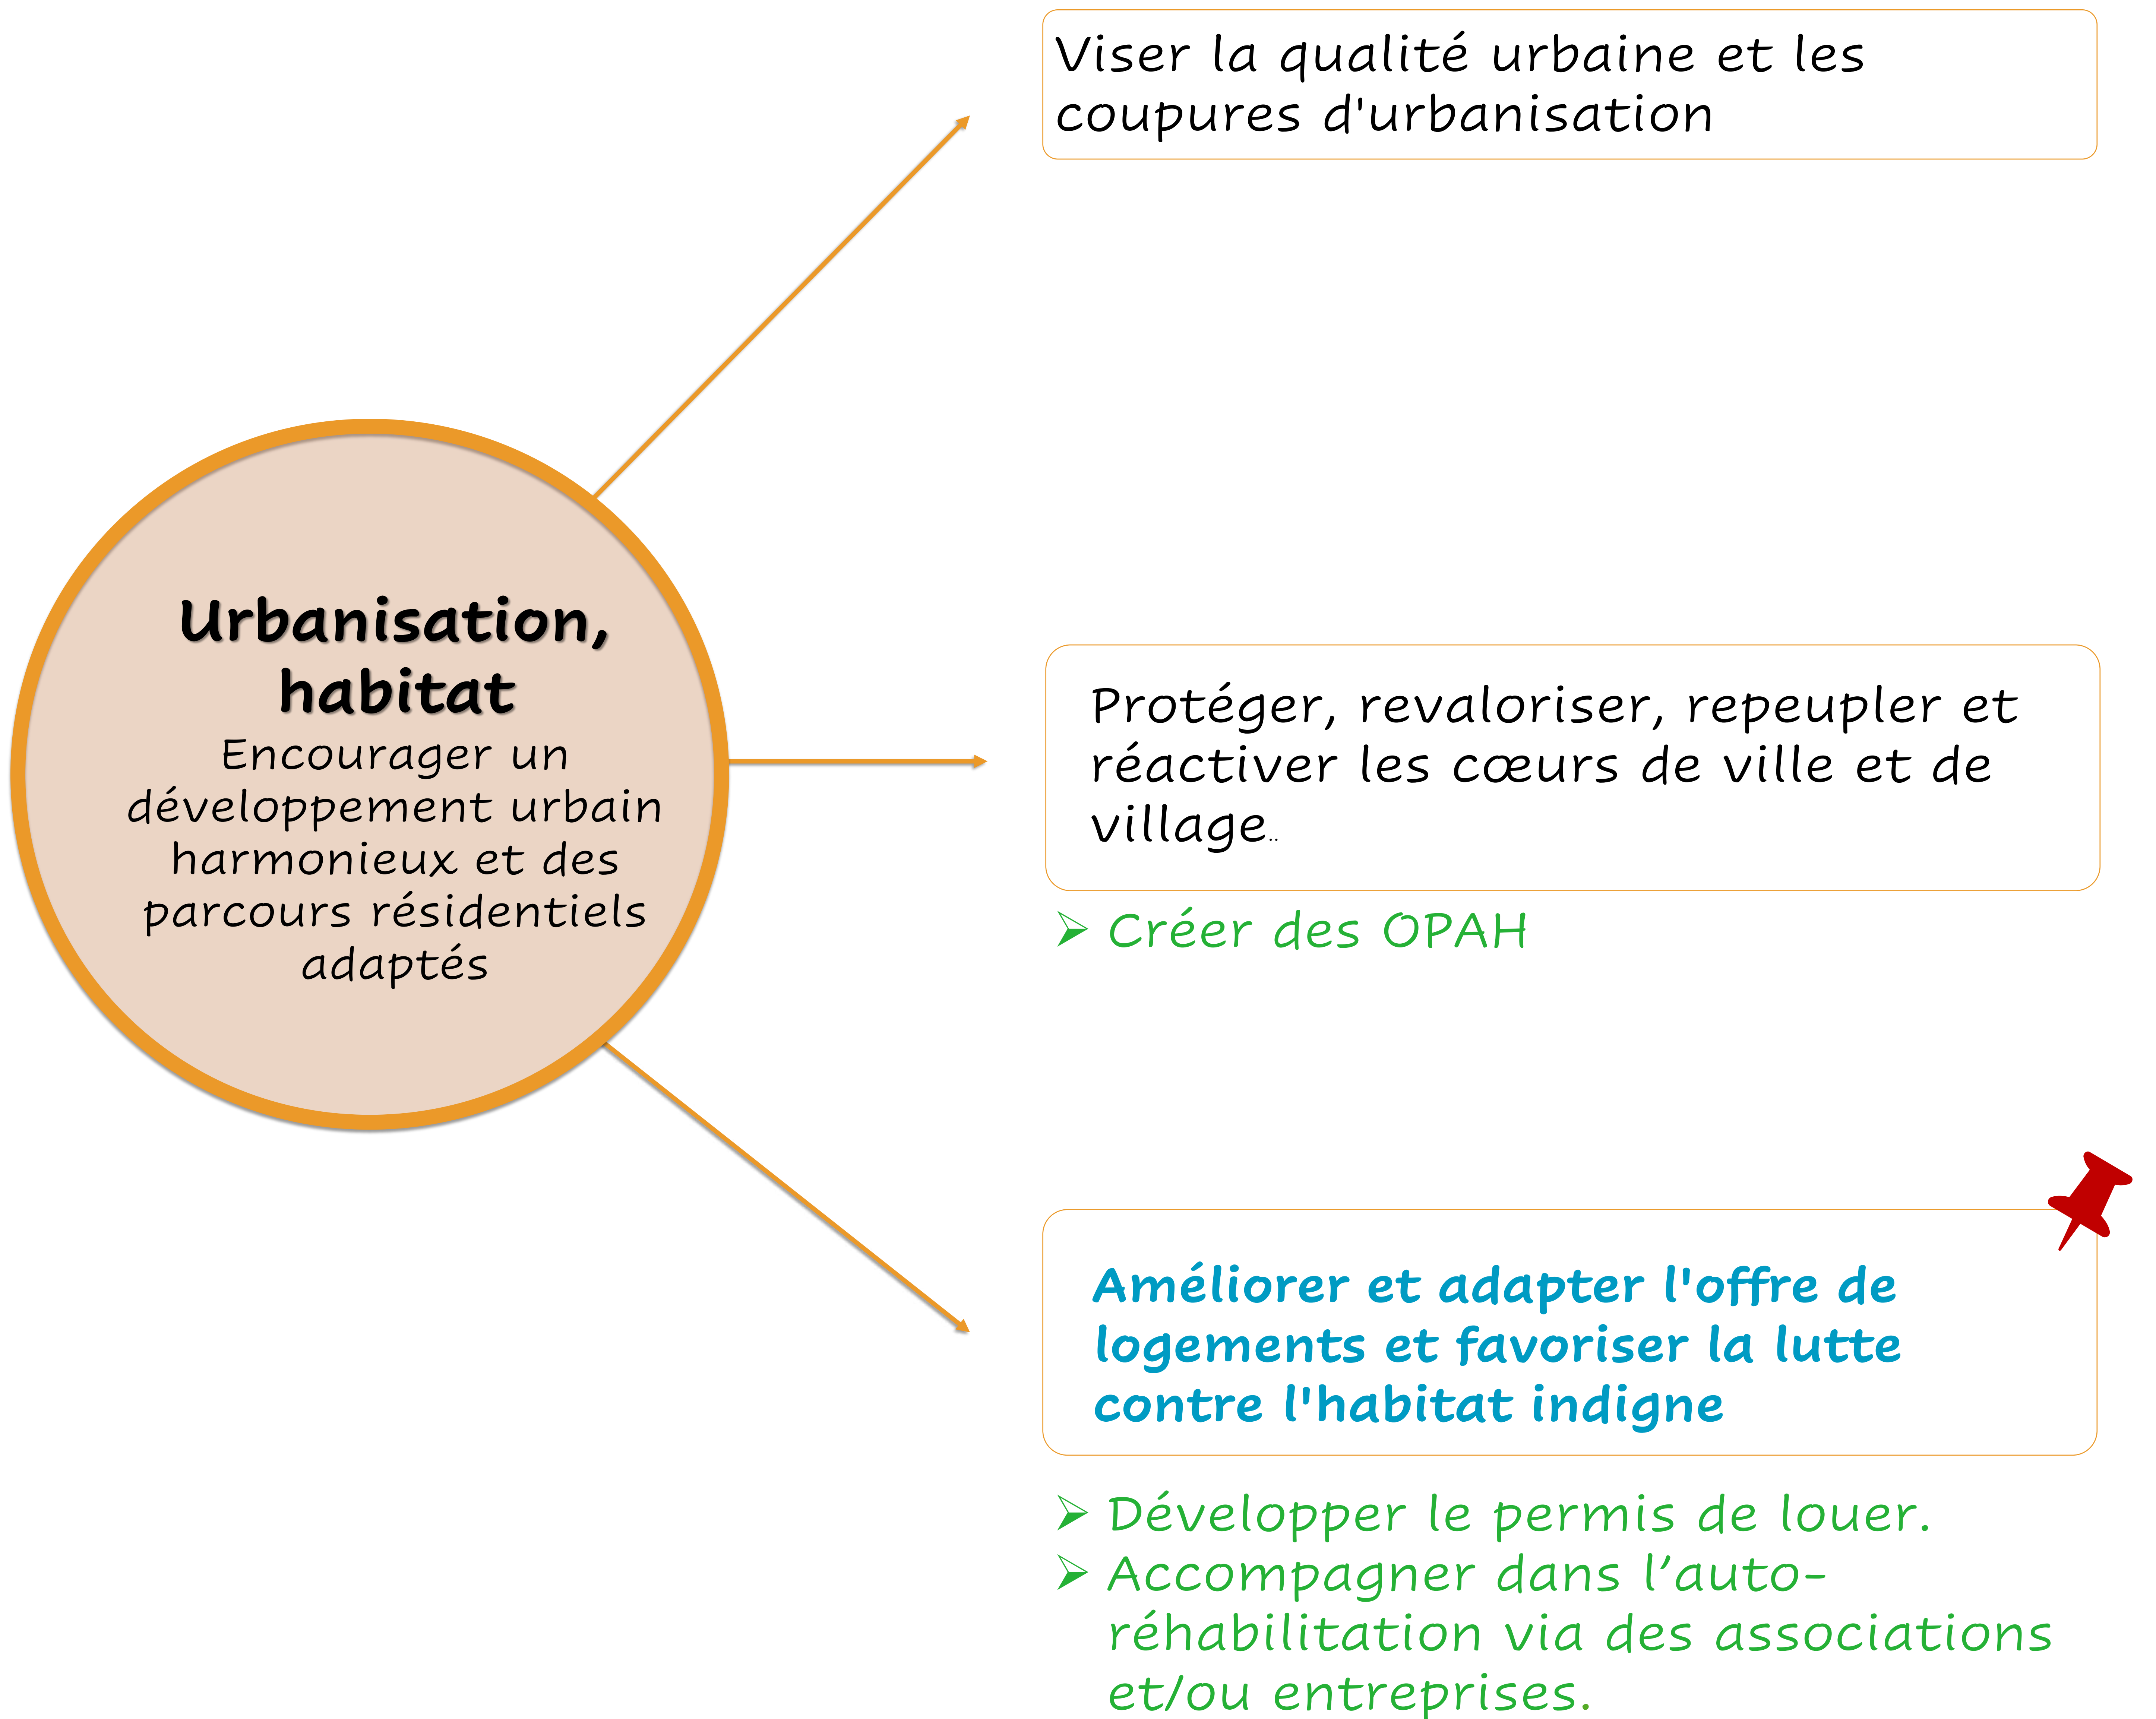 Viser la qualité urbaine et les
coupures d'urbanisation
Urbanisation,
habitat
Encourager un
développement urbain
harmonieux et des
parcours résidentiels
adaptés
Protéger, revaloriser, repeupler et
réactiver les cœurs de ville et de
village..
Créer des OPAH
Améliorer et adapter l'offre de
logements et favoriser la lutte
contre l'habitat indigne
Développer le permis de louer.
Accompagner dans l’auto-
réhabilitation via des associations
et/ou entreprises.